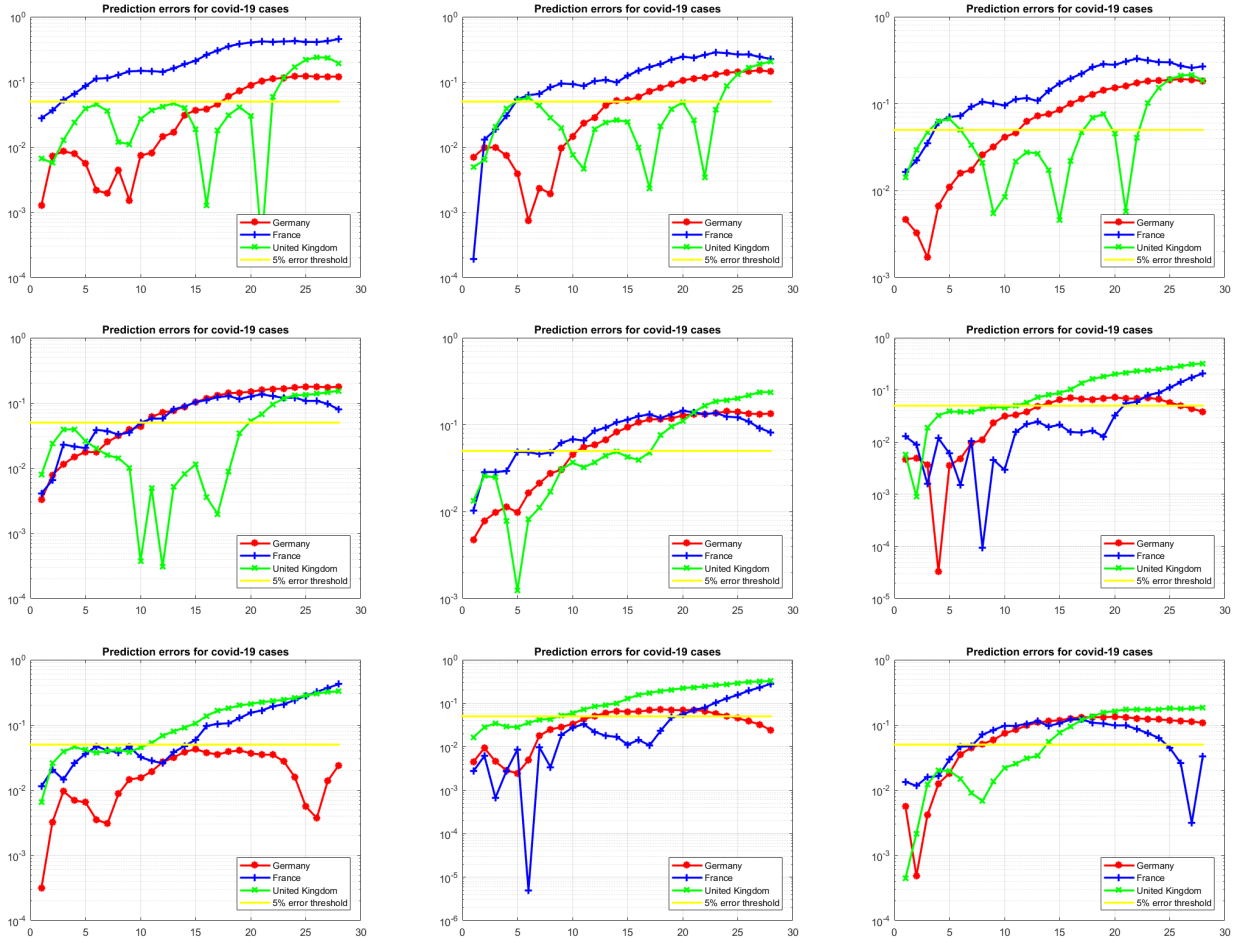 Prediction errors for covid-19 cases
10^0
10^-1
10^-2
10^-3
10^-4
0 5 10 15 20 25 30
Germany
France
United Kingdom
5% error threshold
Prediction errors for covid-19 cases
10^0
10^-1
10^-2
10^-3
10^-4
0 5 10 15 20 25 30
Germany
France
United Kingdom
5% error threshold
Prediction errors for covid-19 cases
10^0
10^-1
10^-2
10^-3
0 5 10 15 20 25 30
Germany
France
United Kingdom
5% error threshold
Prediction errors for covid-19 cases
10^0
10^-1
10^-2
10^-3
10^-4
0 5 10 15 20 25 30
Germany
France
United Kingdom
5% error threshold
Prediction errors for covid-19 cases
10^0
10^-1
10^-2
10^-3
0 5 10 15 20 25 30
Germany
France
United Kingdom
5% error threshold
Prediction errors for covid-19 cases
10^0
10^-1
10^-2
10^-3
10^-4
10^-5
0 5 10 15 20 25 30
Germany
France
United Kingdom
5% error threshold
Prediction errors for covid-19 cases
10^0
10^-1
10^-2
10^-3
10^-4
0 5 10 15 20 25 30
Germany
France
United Kingdom
5% error threshold
Prediction errors for covid-19 cases
10^0
10^-1
10^-2
10^-3
10^-4
10^-5
10^-6
0 5 10 15 20 25 30
Germany
France
United Kingdom
5% error threshold
Prediction errors for covid-19 cases
10^0
10^-1
10^-2
10^-3
10^-4
0 5 10 15 20 25 30
Germany
France
United Kingdom
5% error threshold